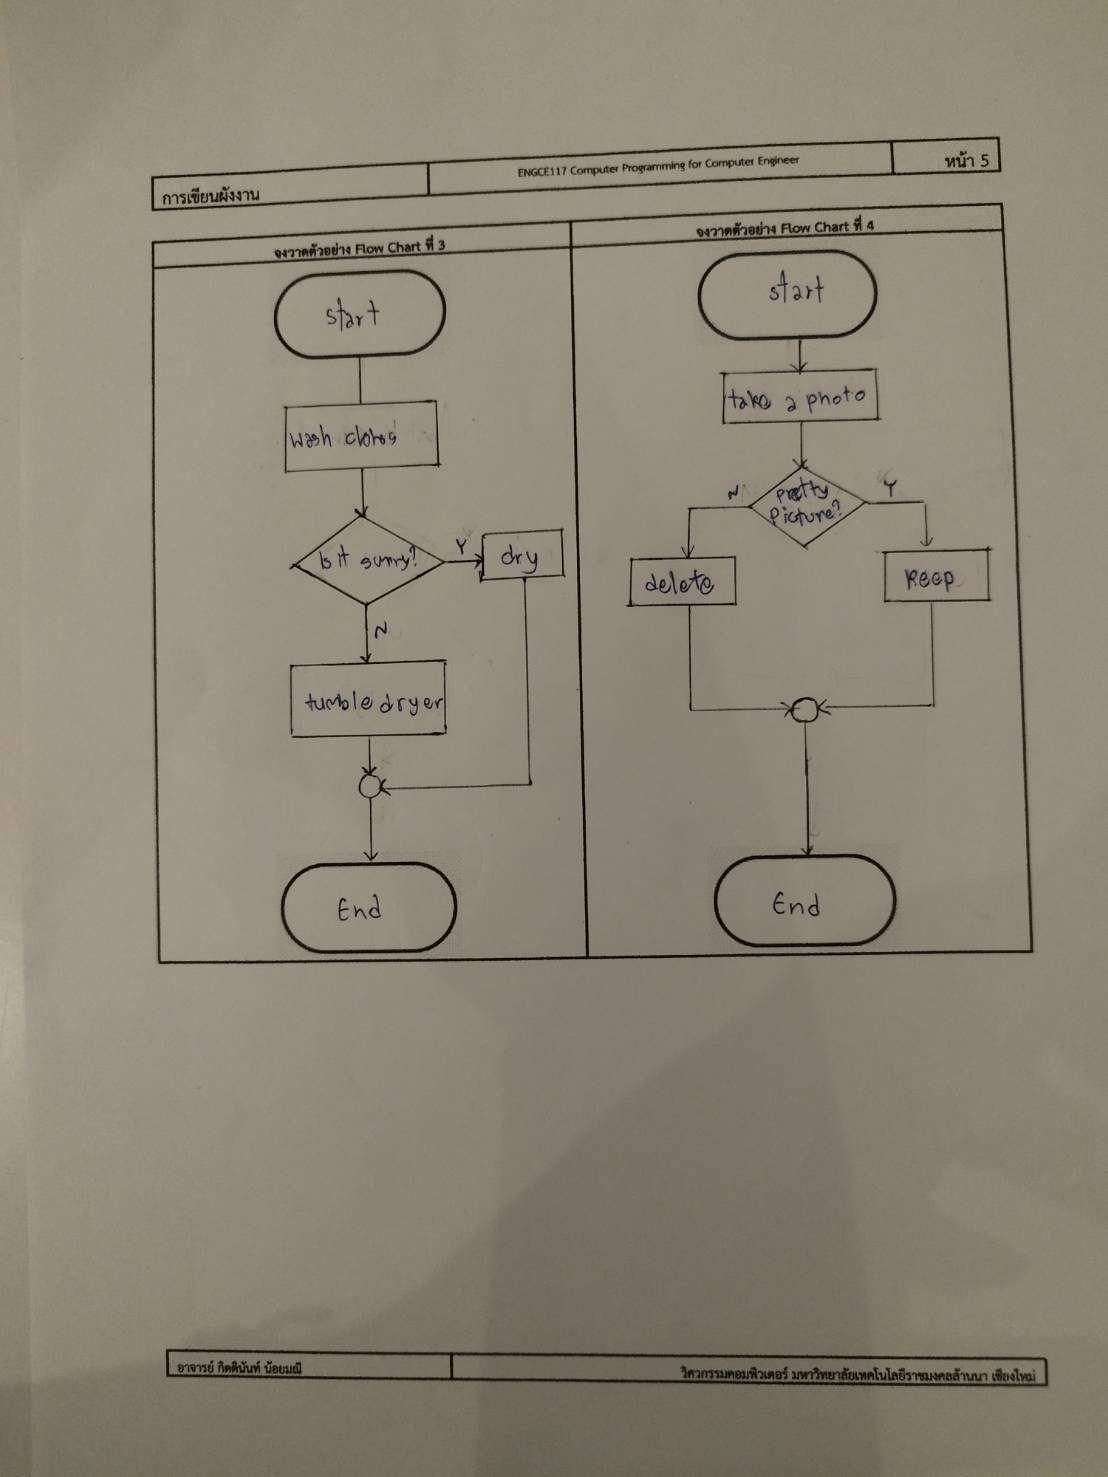 การเขียนผังงาน
ENGCE117 Computer Programming for Computer Engineer
หน้า 5
จงวาดตัวอย่าง Flow Chart ที่ 3
start
wash clothes
Is it sunny?
Y
dry
N
tumble dryer
End
จงวาดตัวอย่าง Flow Chart ที่ 4
start
take a photo
pretty
picture?
N
Y
delete
keep
End
อาจารย์ กิตตินันท์ น้อยมณี
วิศวกรรมคอมพิวเตอร์ มหาวิทยาลัยเทคโนโลยีราชมงคลล้านนา เชียงใหม่